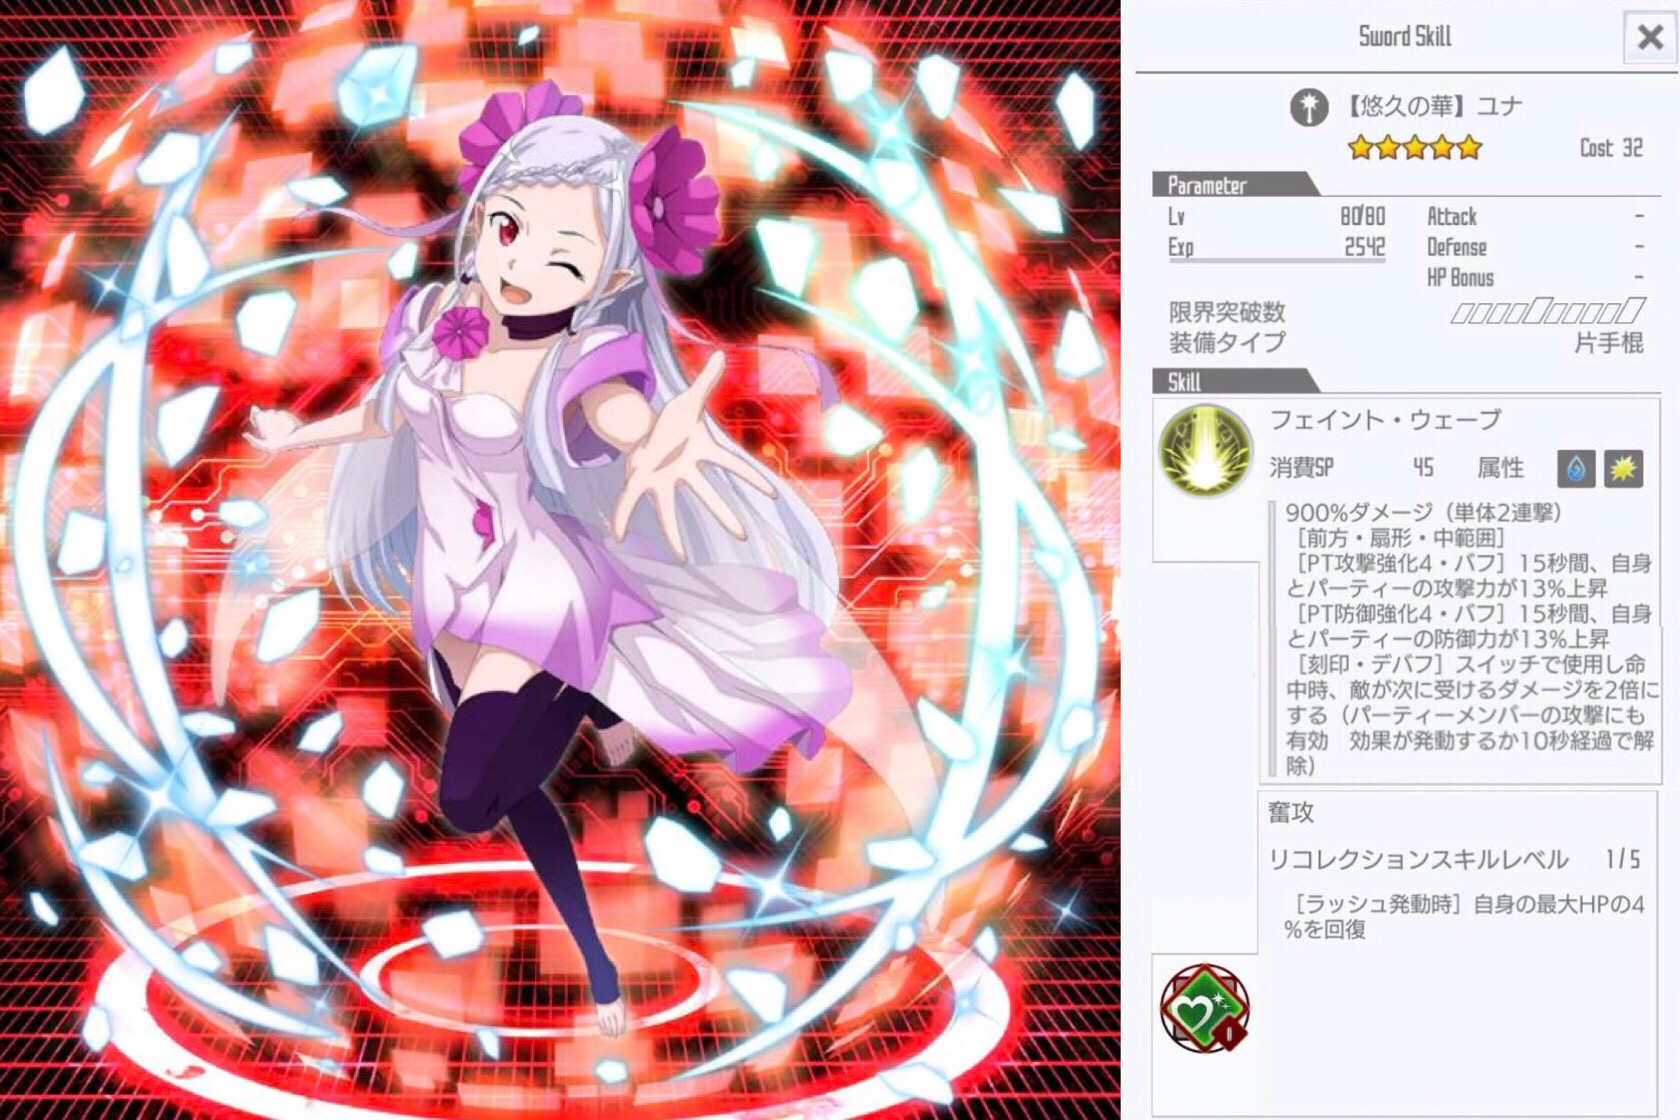 Sword Skill
【悠久の華】ユナ
Cost 32
Parameter
Lv 80/80
Exp 2542
Attack -
Defense -
HP Bonus -
限界突破数
装備タイプ 片手棍
Skill
フェイント・ウェーブ
消費SP 45 属性
900%ダメージ（単体2連撃）
［前方・扇形・中範囲］
［PT攻撃強化4・バフ］15秒間、自身
とパーティーの攻撃力が13%上昇
［PT防御強化4・バフ］15秒間、自身
とパーティーの防御力が13%上昇
［刻印・デバフ］スイッチで使用し命
中時、敵が次に受けるダメージを2倍に
する（パーティーメンバーの攻撃にも
有効　効果が発動するか10秒経過で解
除）
奮攻
リコレクションスキルレベル 1/5
［ラッシュ発動時］自身の最大HPの4
%を回復
I